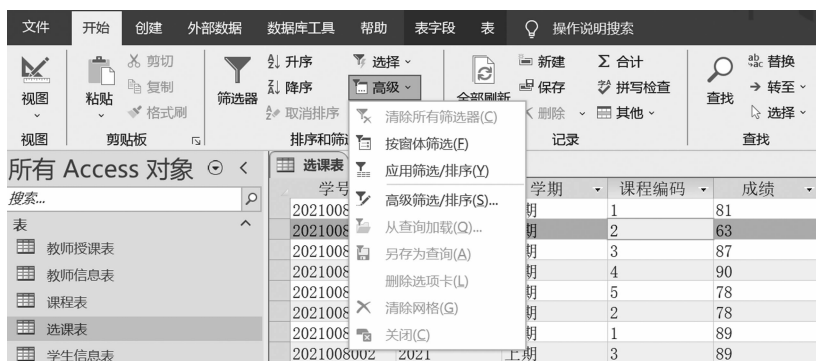 文件 开始 创建 外部数据 数据库工具 帮助 表字段 表 操作说明搜索
视图 粘贴 剪切 复制 格式刷 筛选器 升序 降序 取消排序 选择 高级 全部刷新 新建 保存 删除 合计 拼写检查 其他 查找 替换 转至 选择
视图 剪贴板 排序和筛 记录 查找
清除所有筛选器(C)
按窗体筛选(F)
应用筛选/排序(Y)
高级筛选/排序(S)...
从查询加载(Q)...
另存为查询(A)
删除选项卡(L)
清除网格(G)
关闭(C)
所有 Access 对象
搜索...
表
教师授课表
教师信息表
课程表
选课表
学生信息表
选课表
学号 学期 课程编码 成绩
2021008 期 1 81
2021008 期 2 63
2021008 期 3 87
2021008 期 4 90
2021008 期 5 78
2021008 期 2 78
2021008 期 1 89
2021008002 2021 上期 3 89